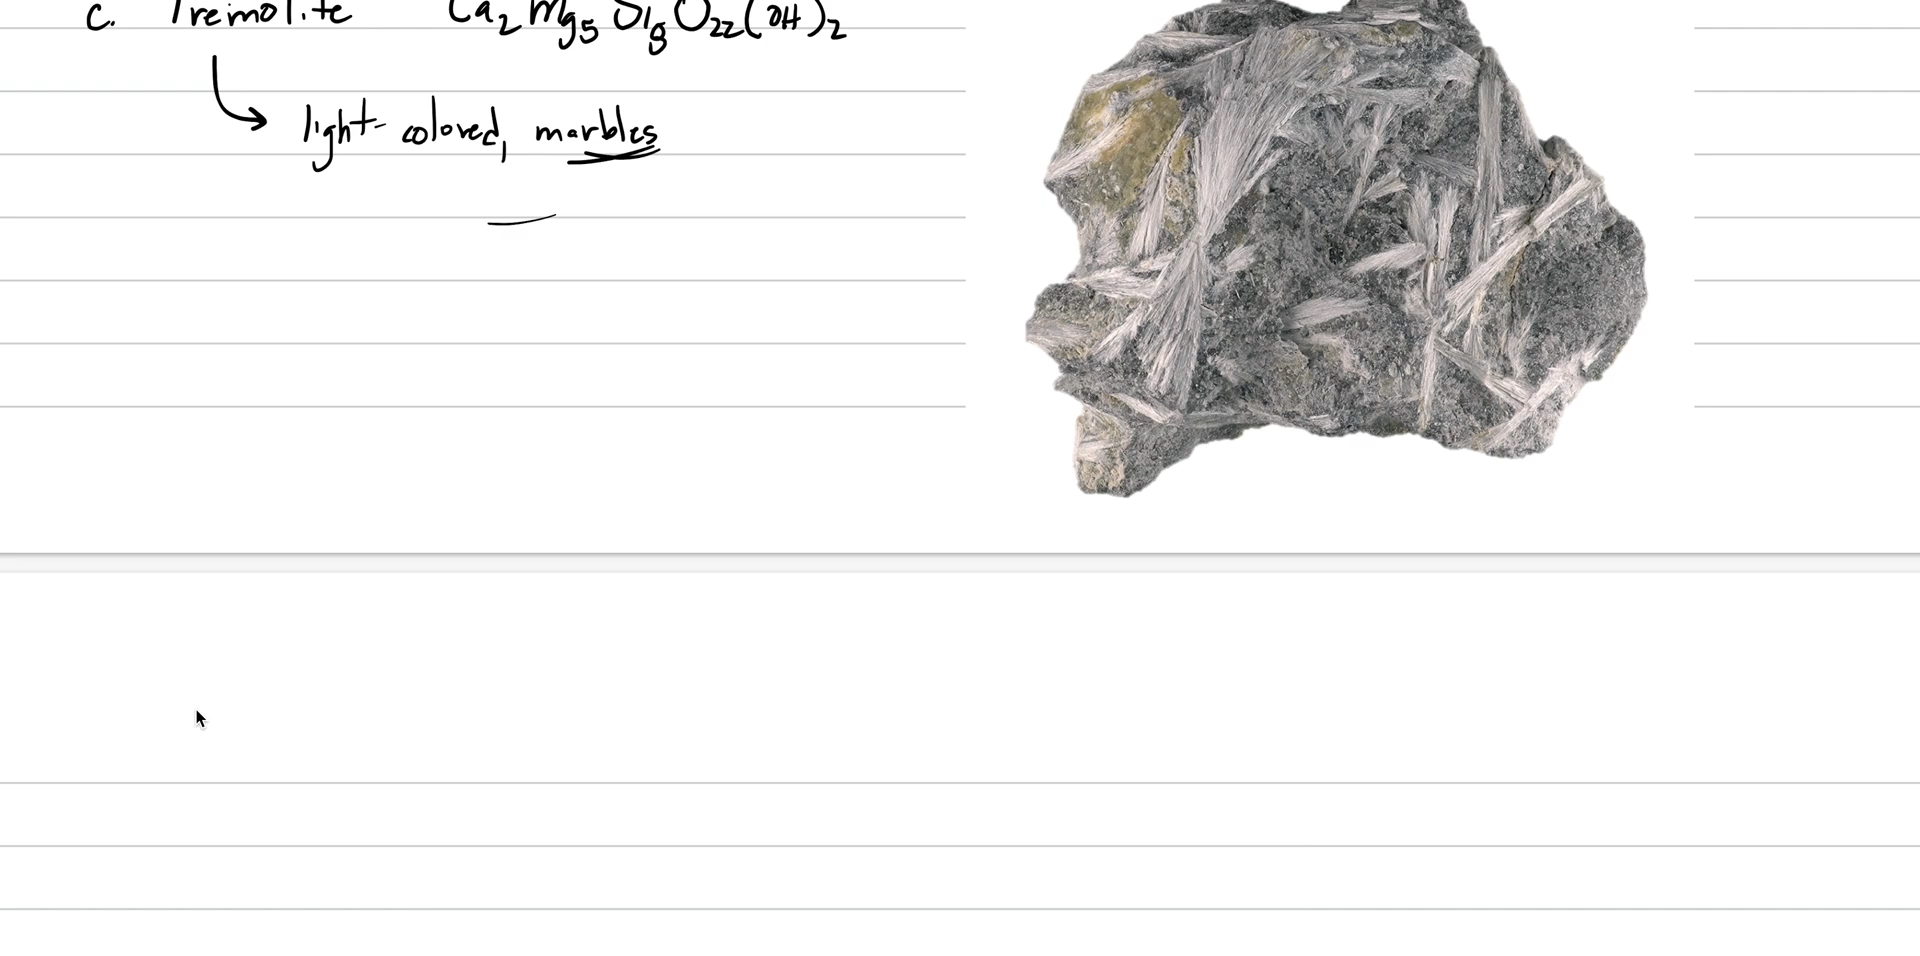 c. Tremolite Ca₂Mg₅Si₈O₂₂(OH)₂
light-colored, marbles